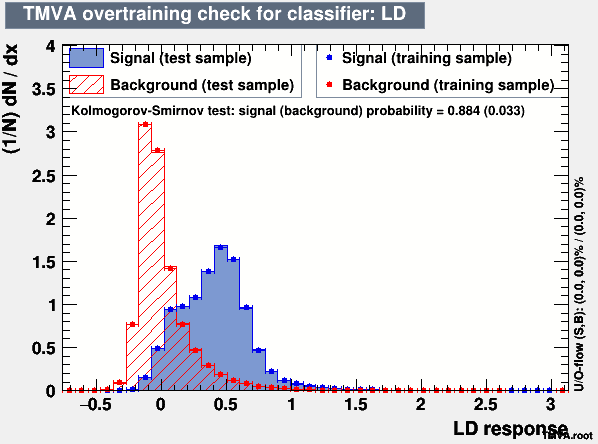 TMVA overtraining check for classifier: LD
Signal (test sample)
Background (test sample)
Signal (training sample)
Background (training sample)
Kolmogorov-Smirnov test: signal (background) probability = 0.884 (0.033)
(1/N) dN / dx
4
3.5
3
2.5
2
1.5
1
0.5
0
-0.5
0
0.5
1
1.5
2
2.5
3
LD response
U/O-flow (S,B): (0.0, 0.0)% / (0.0, 0.0)%
TMVA.root